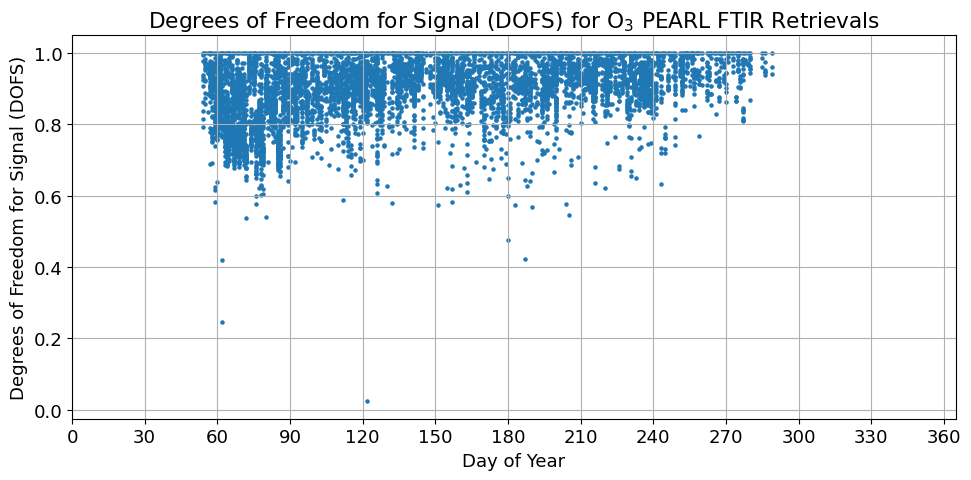 Degrees of Freedom for Signal (DOFS) for O₃ PEARL FTIR Retrievals
Degrees of Freedom for Signal (DOFS)
1.0
0.8
0.6
0.4
0.2
0.0
0 30 60 90 120 150 180 210 240 270 300 330 360
Day of Year